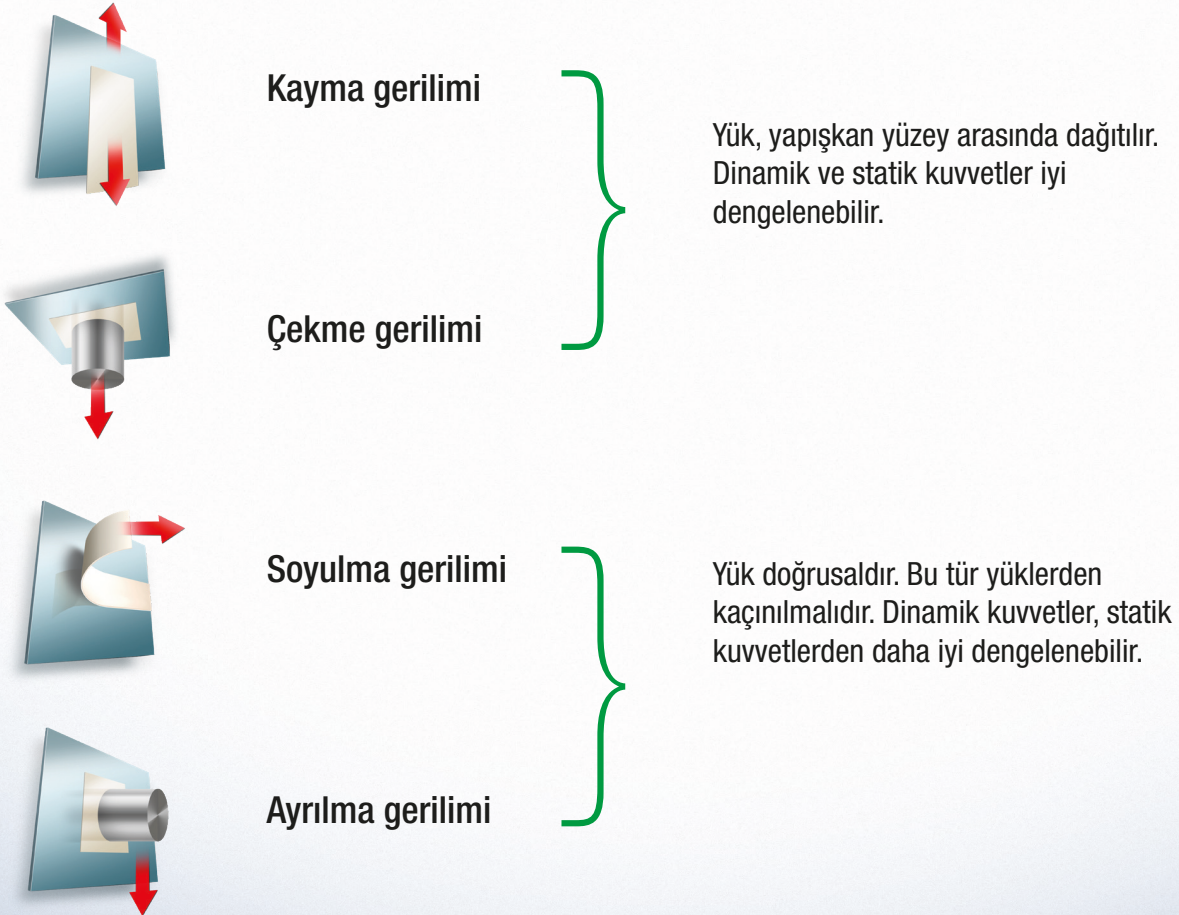 Kayma gerilimi
Yük, yapışkan yüzey arasında dağıtılır.
Dinamik ve statik kuvvetler iyi
dengelenebilir.
Çekme gerilimi
Soyulma gerilimi
Yük doğrusaldır. Bu tür yüklerden
kaçınılmalıdır. Dinamik kuvvetler, statik
kuvvetlerden daha iyi dengelenebilir.
Ayrılma gerilimi